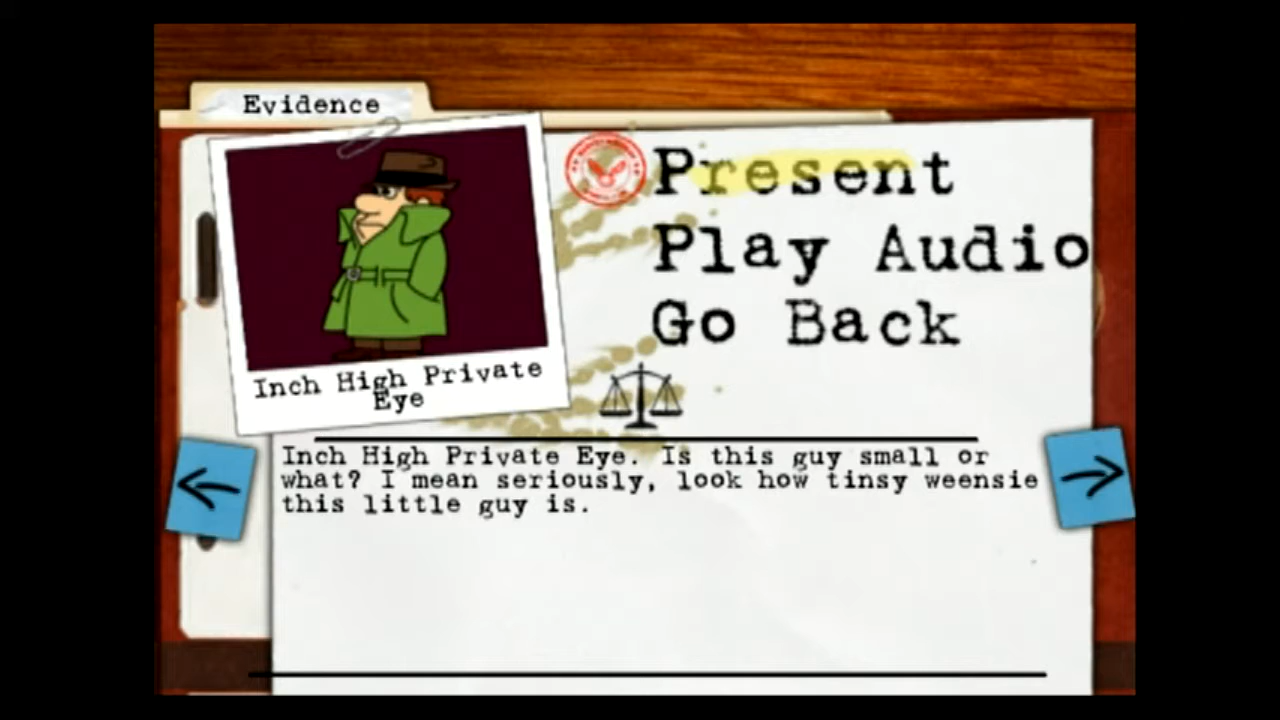 Evidence
Present
Play Audio
Go Back
Inch High Private
Eye
Inch High Private Eye. Is this guy small or
what? I mean seriously, look how tinsy weensie
this little guy is.